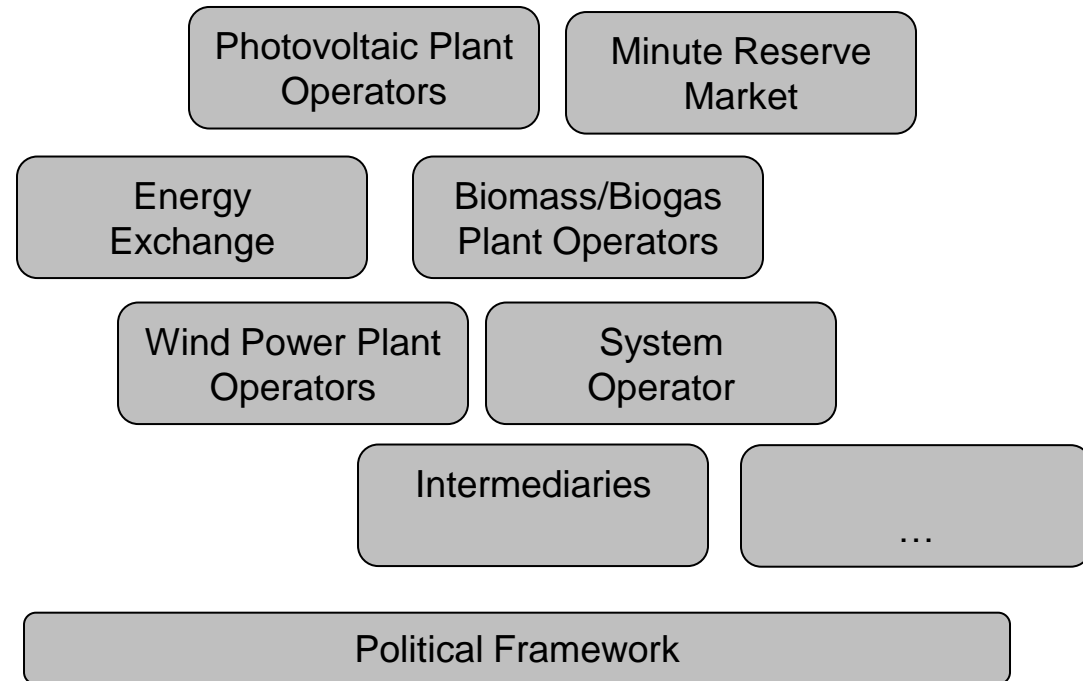 Photovoltaic Plant
Operators
Minute Reserve
Market
Energy
Exchange
Biomass/Biogas
Plant Operators
Wind Power Plant
Operators
System
Operator
Intermediaries
…
Political Framework